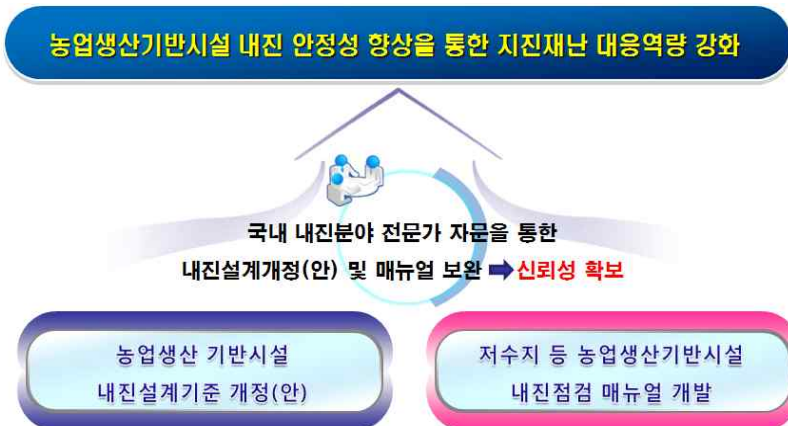 농업생산기반시설 내진 안정성 향상을 통한 지진재난 대응역량 강화
국내 내진분야 전문가 자문을 통한
내진설계개정(안) 및 매뉴얼 보완 ➡ 신뢰성 확보
농업생산 기반시설
내진설계기준 개정(안)
저수지 등 농업생산기반시설
내진점검 매뉴얼 개발